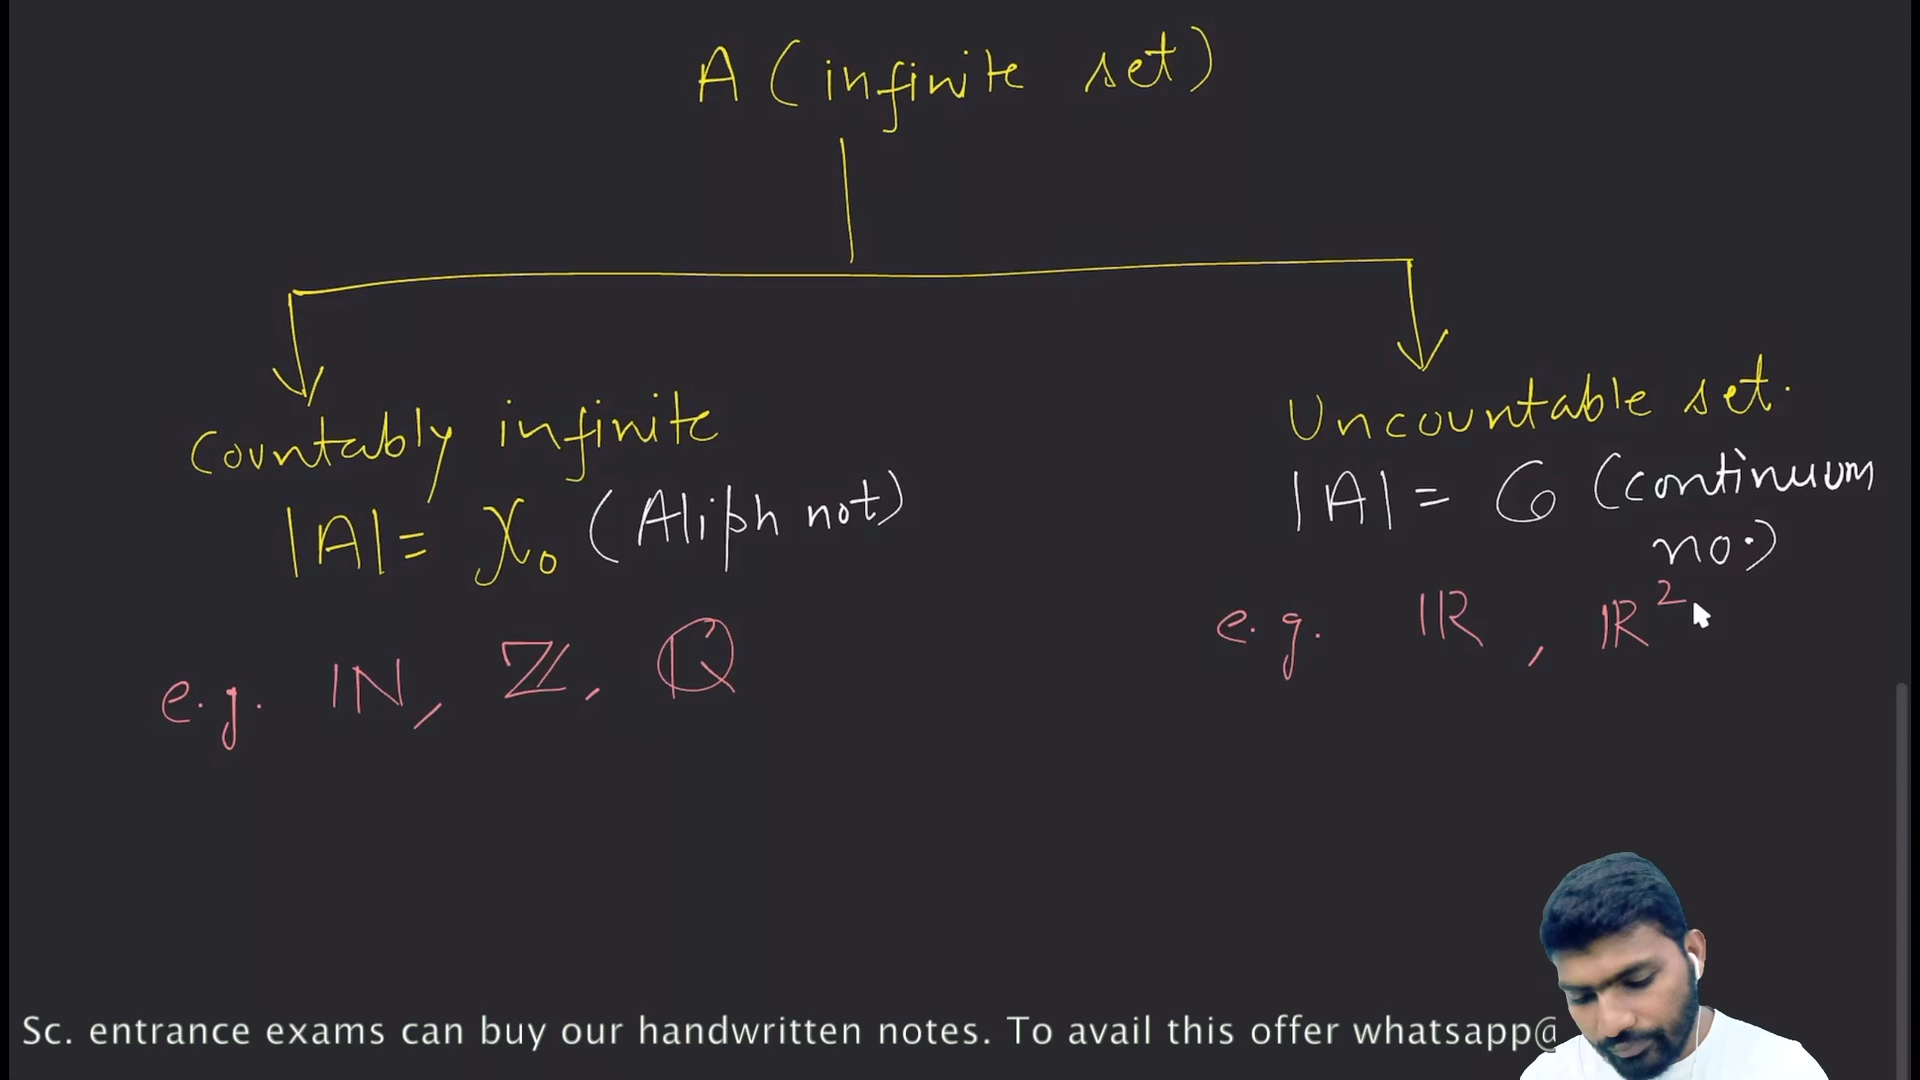 A (infinite set)
Countably infinite
|A| = ℵ₀ (Aliph not)
e.g. ℕ, ℤ, ℚ
Uncountable set.
|A| = C (continuum
no.)
e.g. ℝ, ℝ²
Sc. entrance exams can buy our handwritten notes. To avail this offer whatsapp@